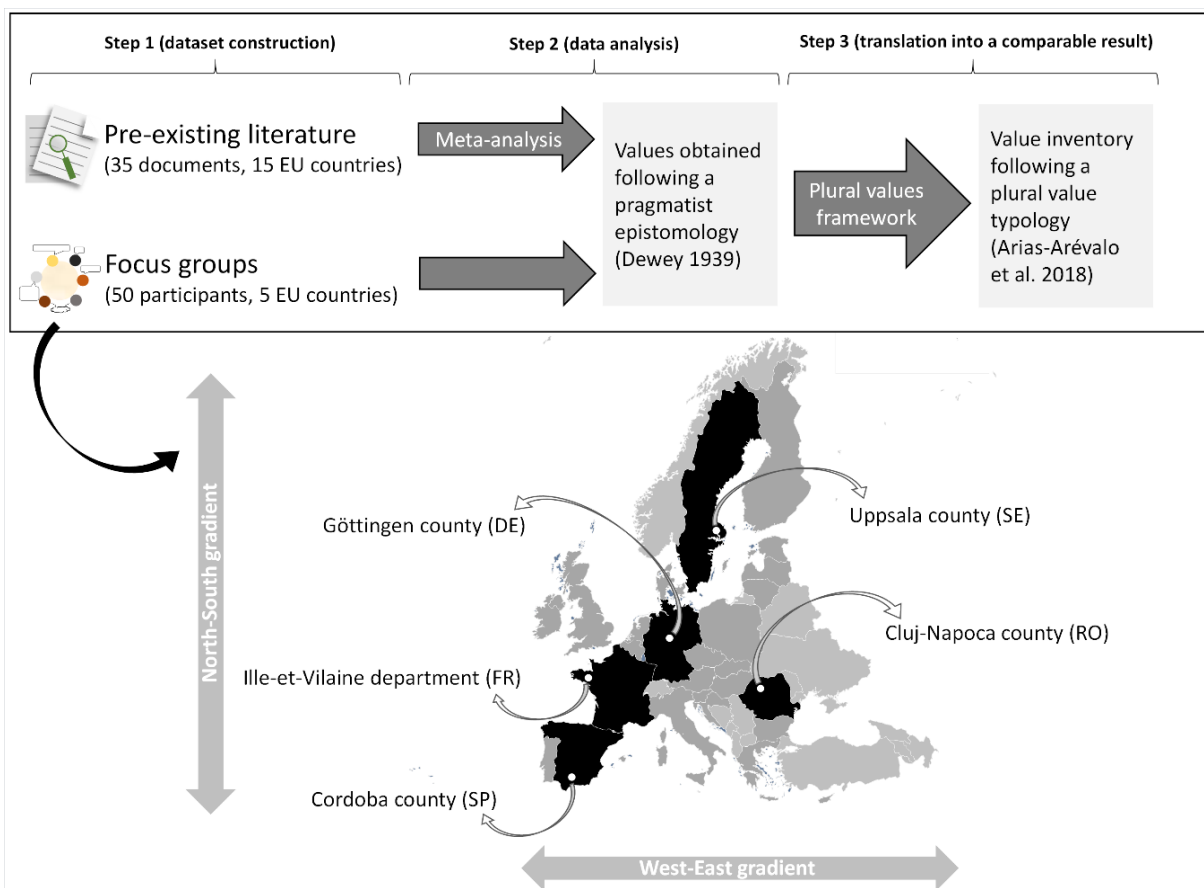 Step 1 (dataset construction)
Step 2 (data analysis)
Step 3 (translation into a comparable result)
Pre-existing literature
(35 documents, 15 EU countries)
Meta-analysis
Focus groups
(50 participants, 5 EU countries)
Values obtained
following a
pragmatist
epistomology
(Dewey 1939)
Plural values
framework
Value inventory
following a
plural value
typology
(Arias-Arévalo
et al. 2018)
North-South gradient
Göttingen county (DE)
Uppsala county (SE)
Cluj-Napoca county (RO)
Ille-et-Vilaine department (FR)
Cordoba county (SP)
West-East gradient